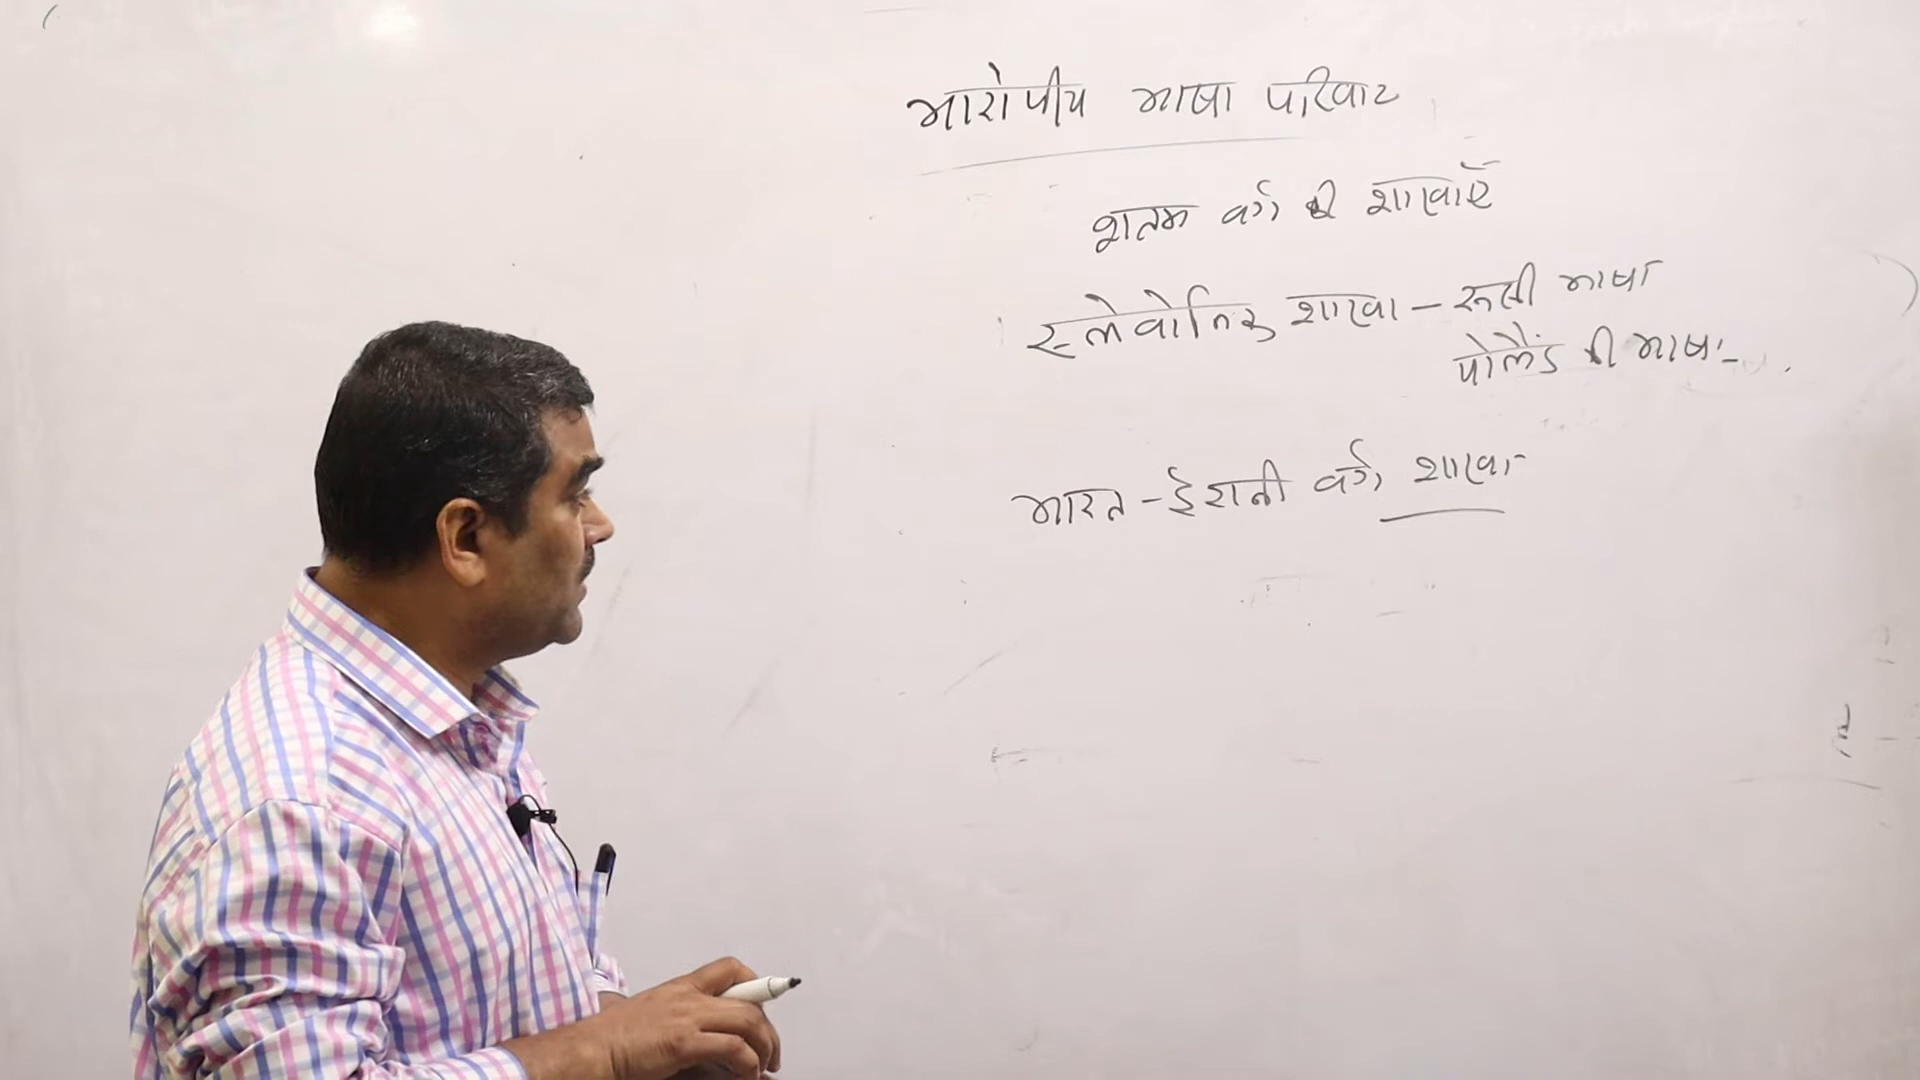 भारोपीय भाषा परिवार
शतम वर्ग की शाखाएँ
स्लेवोनिक शाखा - रूसी भाषा
पोलैंड की भाषा
भारत - ईरानी वर्ग शाखा